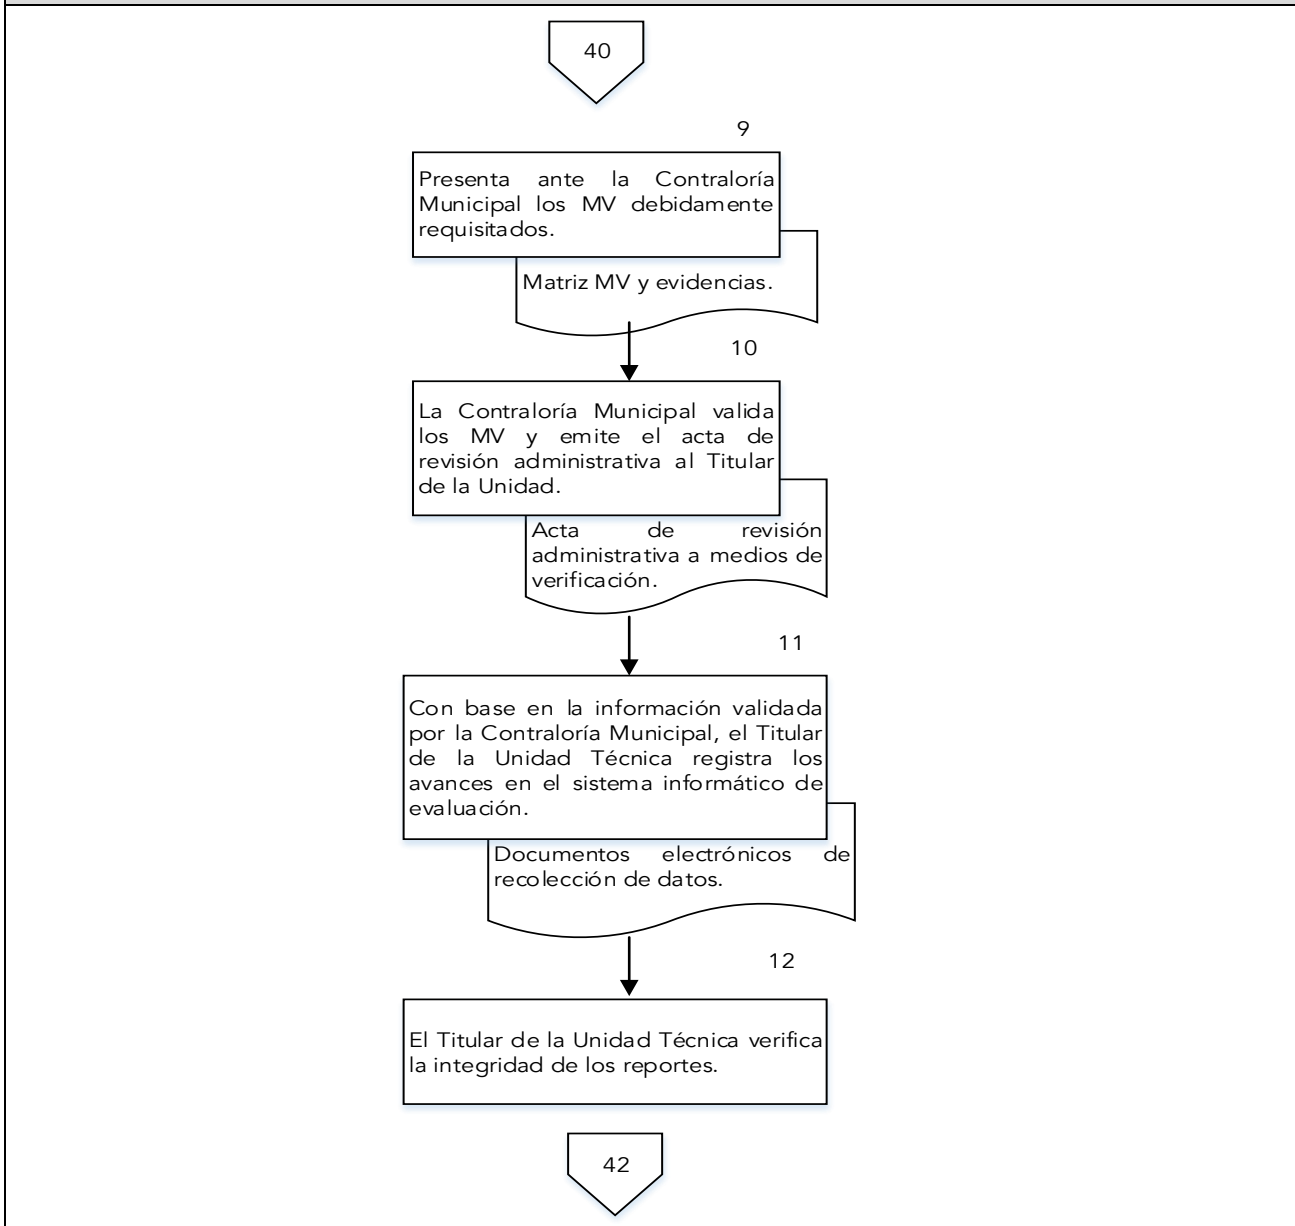 40
9
Presenta ante la Contraloría
Municipal los MV debidamente
requisitados.
Matriz MV y evidencias.
10
La Contraloría Municipal valida
los MV y emite el acta de
revisión administrativa al Titular
de la Unidad.
Acta de revisión
administrativa a medios de
verificación.
11
Con base en la información validada
por la Contraloría Municipal, el Titular
de la Unidad Técnica registra los
avances en el sistema informático de
evaluación.
Documentos electrónicos de
recolección de datos.
12
El Titular de la Unidad Técnica verifica
la integridad de los reportes.
42